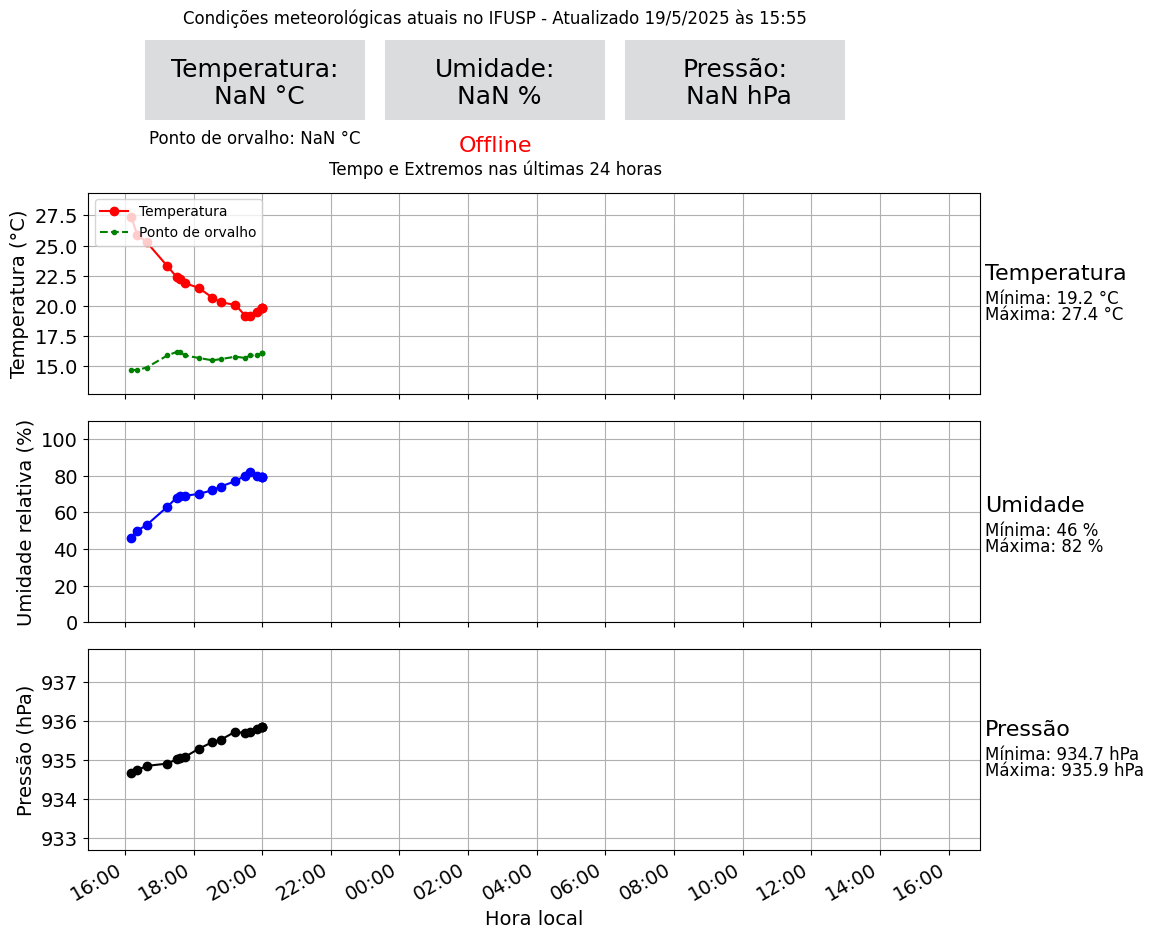 Condições meteorológicas atuais no IFUSP - Atualizado 19/5/2025 às 15:55
Temperatura:
NaN °C
Umidade:
NaN %
Pressão:
NaN hPa
Ponto de orvalho: NaN °C
Offline
Tempo e Extremos nas últimas 24 horas
Temperatura (°C)
27.5
25.0
22.5
20.0
17.5
15.0
Temperatura
Ponto de orvalho
Temperatura
Mínima: 19.2 °C
Máxima: 27.4 °C
Umidade relativa (%)
100
80
60
40
20
0
Umidade
Mínima: 46 %
Máxima: 82 %
Pressão (hPa)
937
936
935
934
933
Pressão
Mínima: 934.7 hPa
Máxima: 935.9 hPa
16:00
18:00
20:00
22:00
00:00
02:00
04:00
06:00
08:00
10:00
12:00
14:00
16:00
Hora local